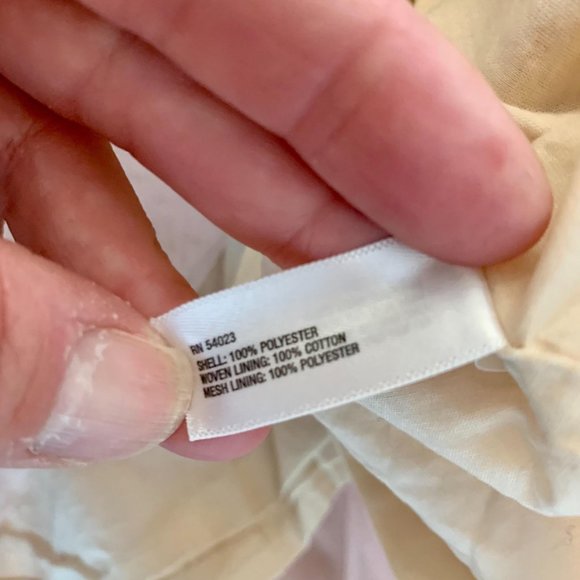 RN 54023
SHELL: 100% POLYESTER
WOVEN LINING: 100% COTTON
MESH LINING: 100% POLYESTER